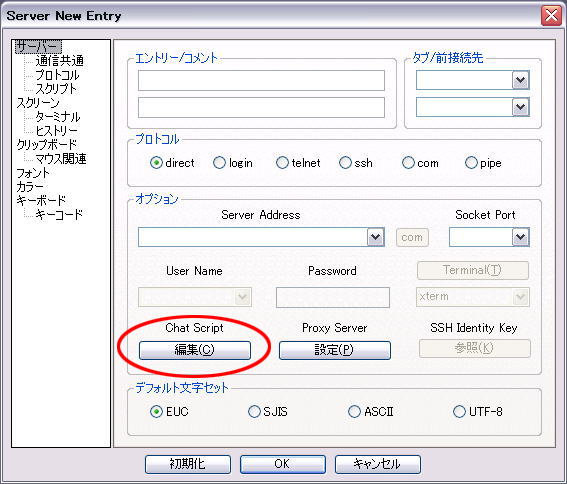 Server New Entry
サーバー
通信共通
プロトコル
スクリプト
スクリーン
ターミナル
ヒストリー
クリップボード
マウス関連
フォント
カラー
キーボード
キーコード
エントリー/コメント
タブ/前接続先
プロトコル
direct login telnet ssh com pipe
オプション
Server Address Socket Port
com
User Name Password Terminal(T)
xterm
Chat Script Proxy Server SSH Identity Key
編集(C) 設定(P) 参照(K)
デフォルト文字セット
EUC SJIS ASCII UTF-8
初期化 OK キャンセル